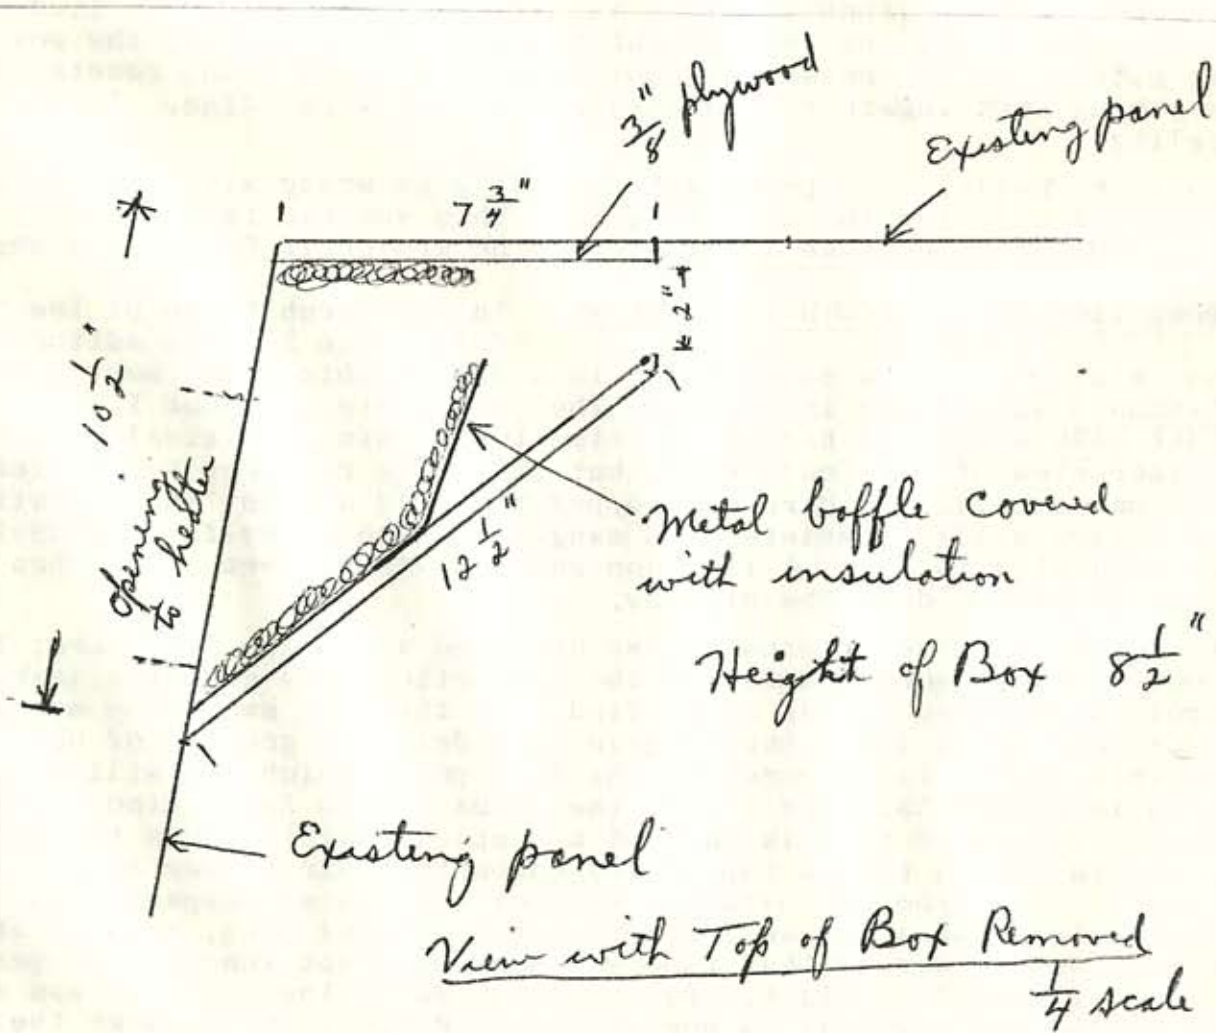 3/8" plywood
Existing panel
7 3/4"
2"
10 1/2"
Opening
to heater
12 1/2"
Metal baffle covered
with insulation
Height of Box 8 1/2"
Existing panel
View with Top of Box Removed
1/4 scale